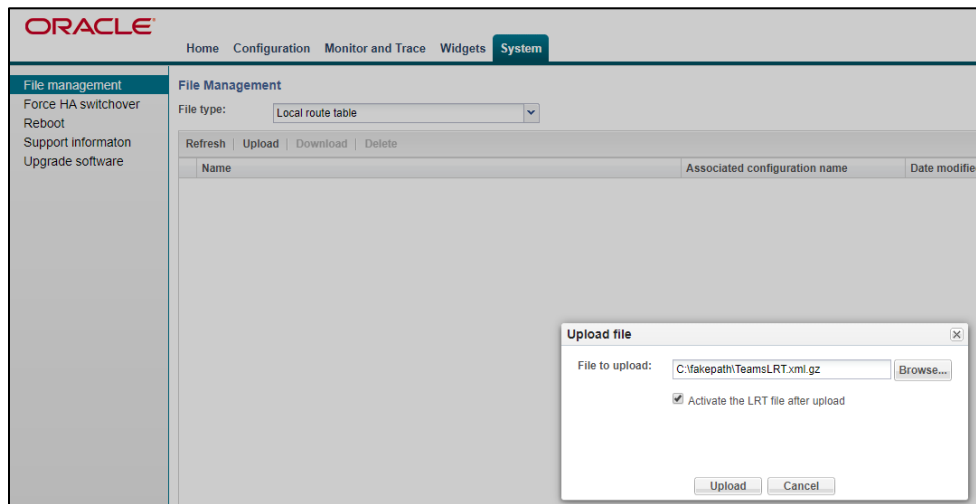 ORACLE
Home Configuration Monitor and Trace Widgets System
File management
Force HA switchover
Reboot
Support informaton
Upgrade software
File Management
File type: Local route table
Refresh | Upload | Download | Delete
Name Associated configuration name Date modifie
Upload file
File to upload: C:\fakepath\TeamsLRT.xml.gz Browse...
Activate the LRT file after upload
Upload Cancel